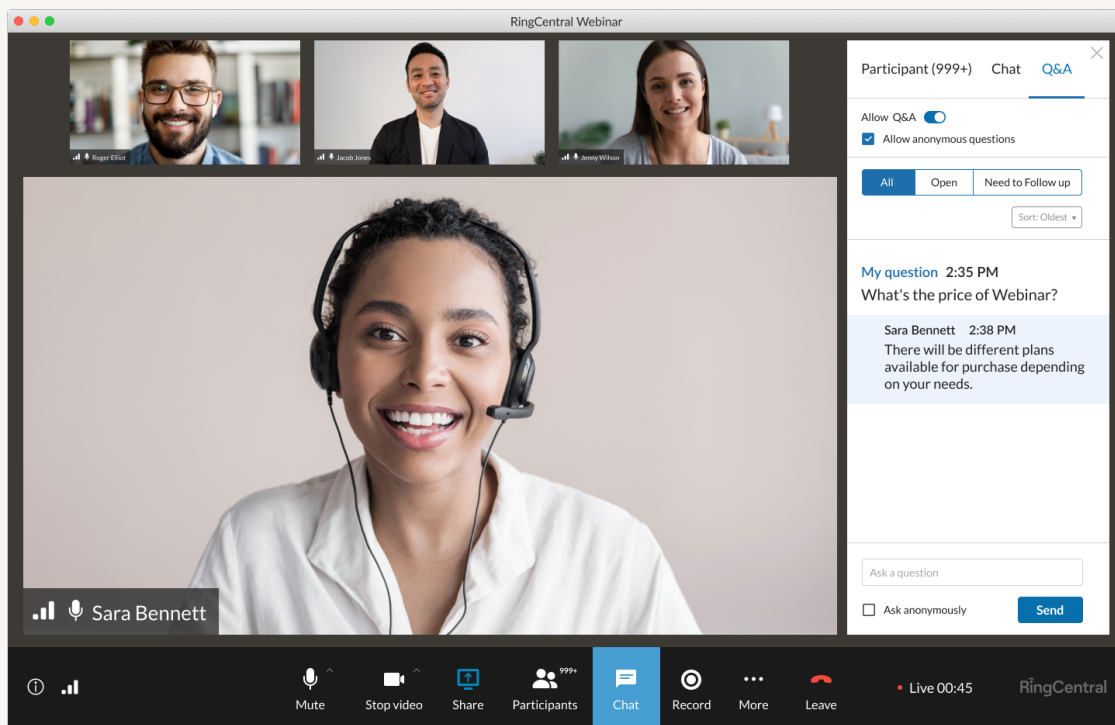 RingCentral Webinar
Roger Elliot
Jacob Jones
Jenny Wilson
Sara Bennett
Participant (999+) Chat Q&A
Allow Q&A
Allow anonymous questions
All Open Need to Follow up
Sort: Oldest
My question 2:35 PM
What's the price of Webinar?
Sara Bennett 2:38 PM
There will be different plans
available for purchase depending
on your needs.
Ask a question
Ask anonymously Send
999+
Mute Stop video Share Participants Chat Record More Leave
Live 00:45
RingCentral